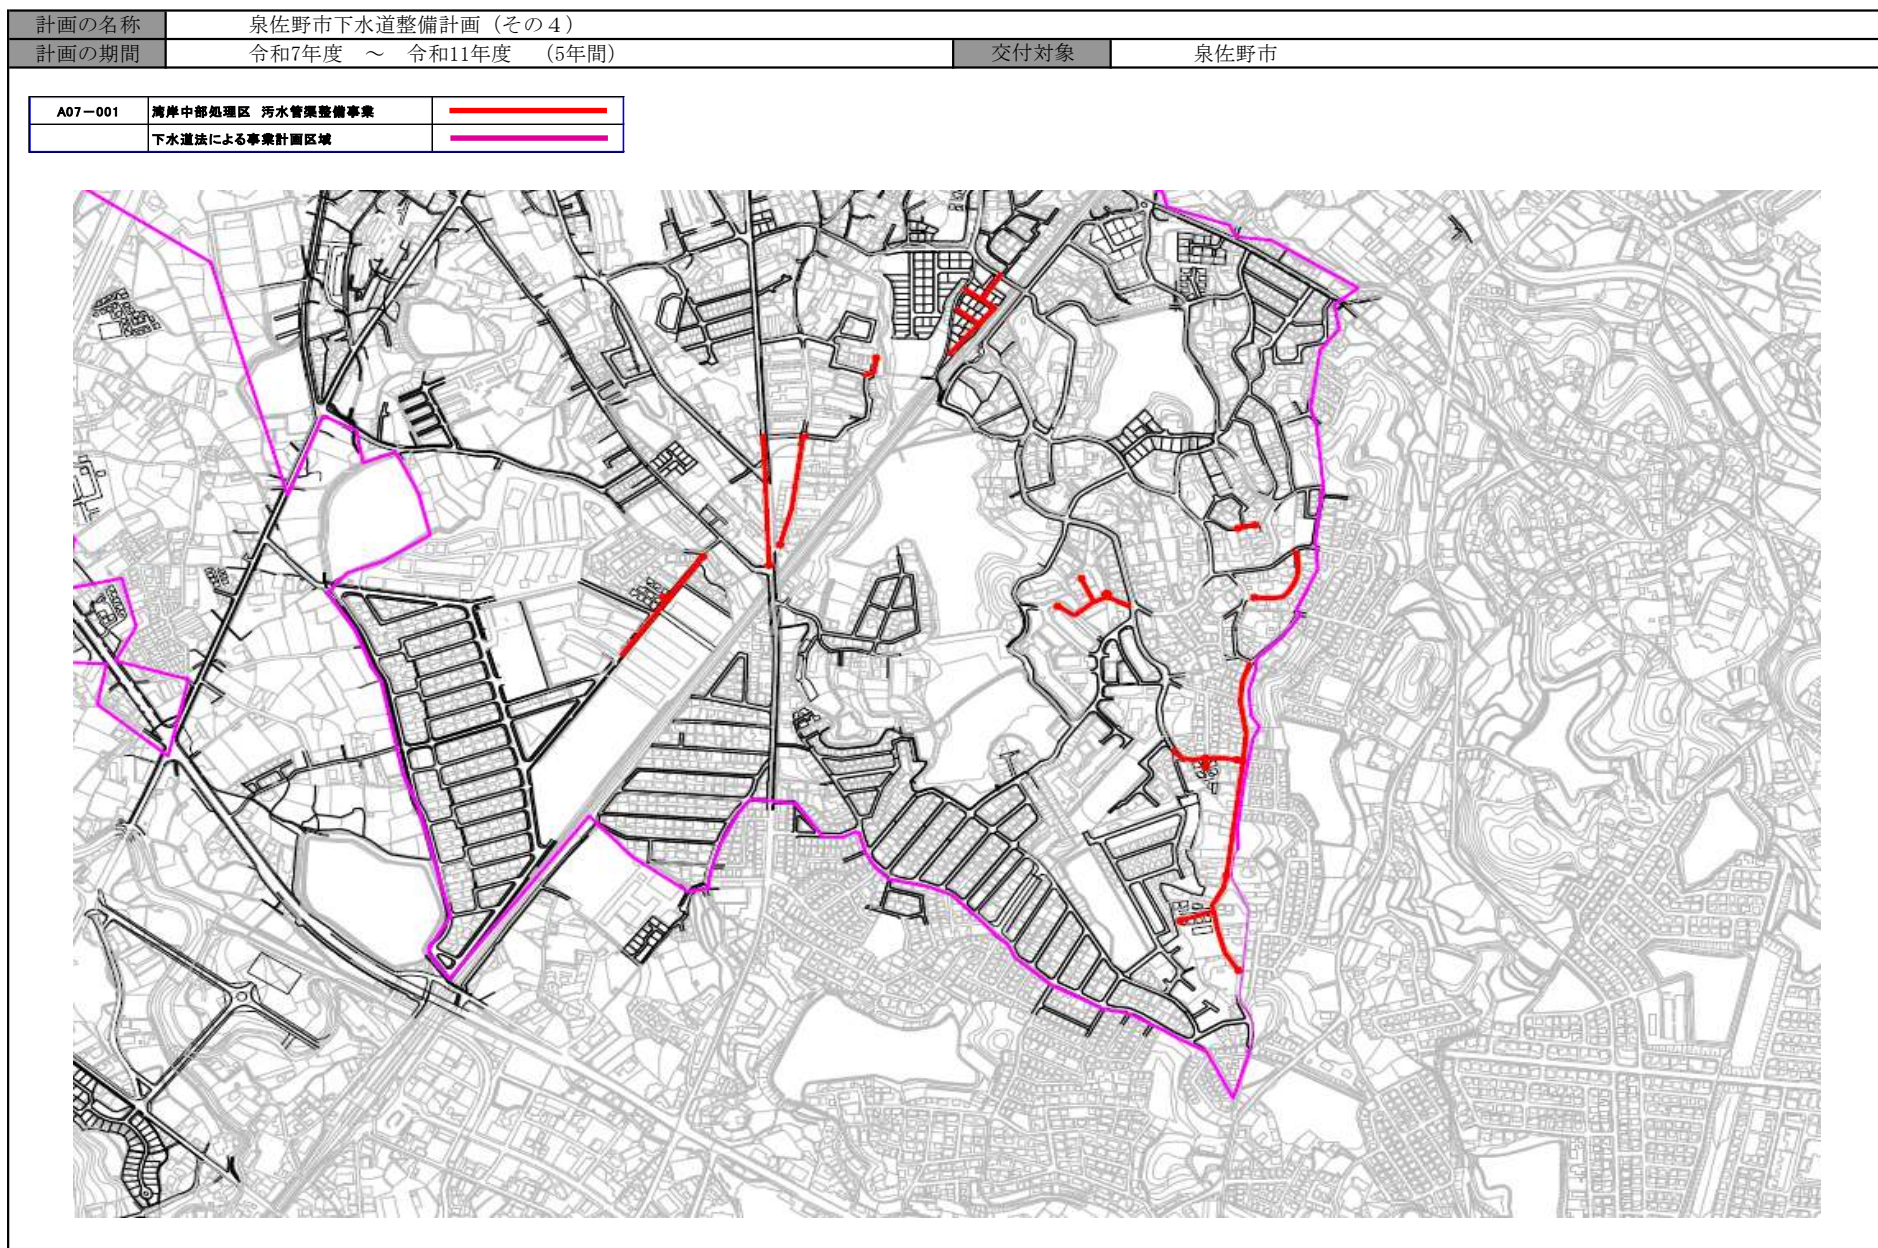 計画の名称 泉佐野市下水道整備計画（その４）
計画の期間 令和7年度 ～ 令和11年度 （5年間） 交付対象 泉佐野市
A07－001 湾岸中部処理区 汚水管渠整備事業
下水道法による事業計画区域